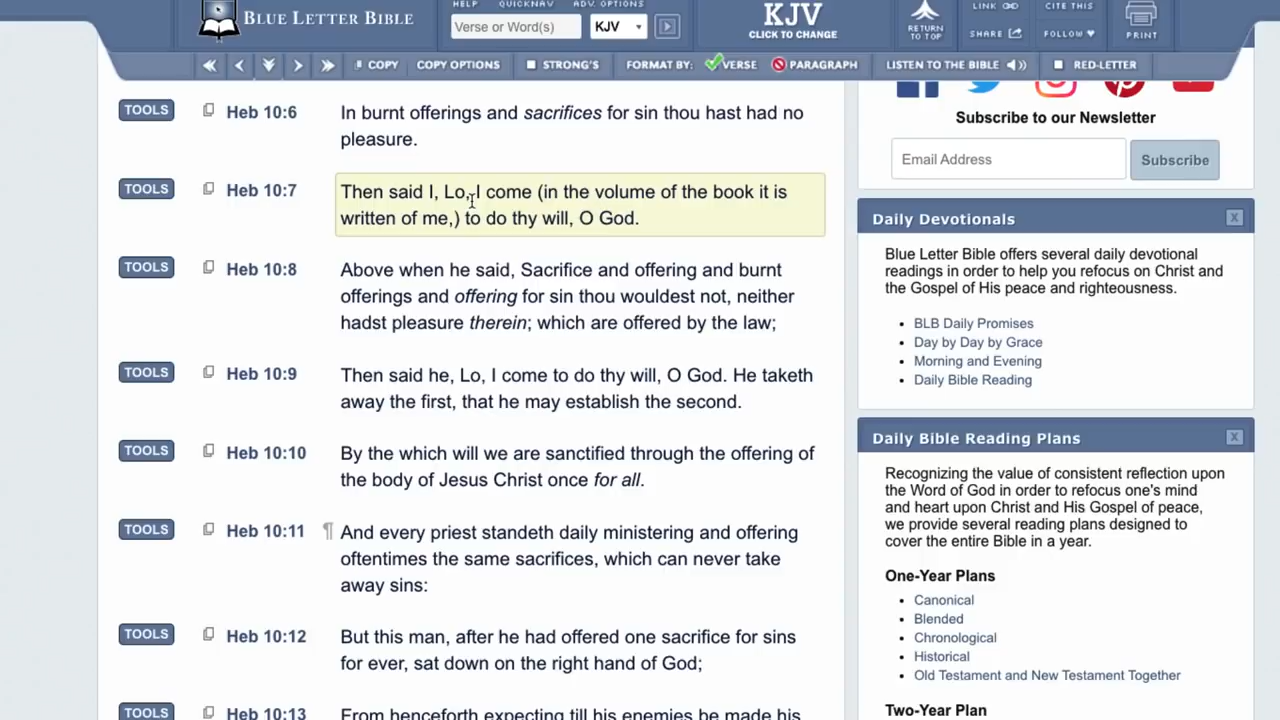 HELP QUICKNAV ADV. OPTIONS
BLUE LETTER BIBLE
Verse or Word(s)
KJV
KJV
CLICK TO CHANGE
RETURN
TO TOP
LINK
CITE THIS
SHARE
FOLLOW
PRINT
COPY
COPY OPTIONS
STRONG'S
FORMAT BY:
VERSE
PARAGRAPH
LISTEN TO THE BIBLE
RED-LETTER
TOOLS Heb 10:6 In burnt offerings and sacrifices for sin thou hast had no
pleasure.
TOOLS Heb 10:7 Then said I, Lo, I come (in the volume of the book it is
written of me,) to do thy will, O God.
TOOLS Heb 10:8 Above when he said, Sacrifice and offering and burnt
offerings and offering for sin thou wouldest not, neither
hadst pleasure therein; which are offered by the law;
TOOLS Heb 10:9 Then said he, Lo, I come to do thy will, O God. He taketh
away the first, that he may establish the second.
TOOLS Heb 10:10 By the which will we are sanctified through the offering of
the body of Jesus Christ once for all.
TOOLS Heb 10:11 ¶ And every priest standeth daily ministering and offering
oftentimes the same sacrifices, which can never take
away sins:
TOOLS Heb 10:12 But this man, after he had offered one sacrifice for sins
for ever, sat down on the right hand of God;
TOOLS Heb 10:13 From henceforth expecting till his enemies be made his
Subscribe to our Newsletter
Email Address
Subscribe
Daily Devotionals X
Blue Letter Bible offers several daily devotional
readings in order to help you refocus on Christ and
the Gospel of His peace and righteousness.
• BLB Daily Promises
• Day by Day by Grace
• Morning and Evening
• Daily Bible Reading
Daily Bible Reading Plans X
Recognizing the value of consistent reflection upon
the Word of God in order to refocus one's mind
and heart upon Christ and His Gospel of peace,
we provide several reading plans designed to
cover the entire Bible in a year.
One-Year Plans
• Canonical
• Blended
• Chronological
• Historical
• Old Testament and New Testament Together
Two-Year Plan